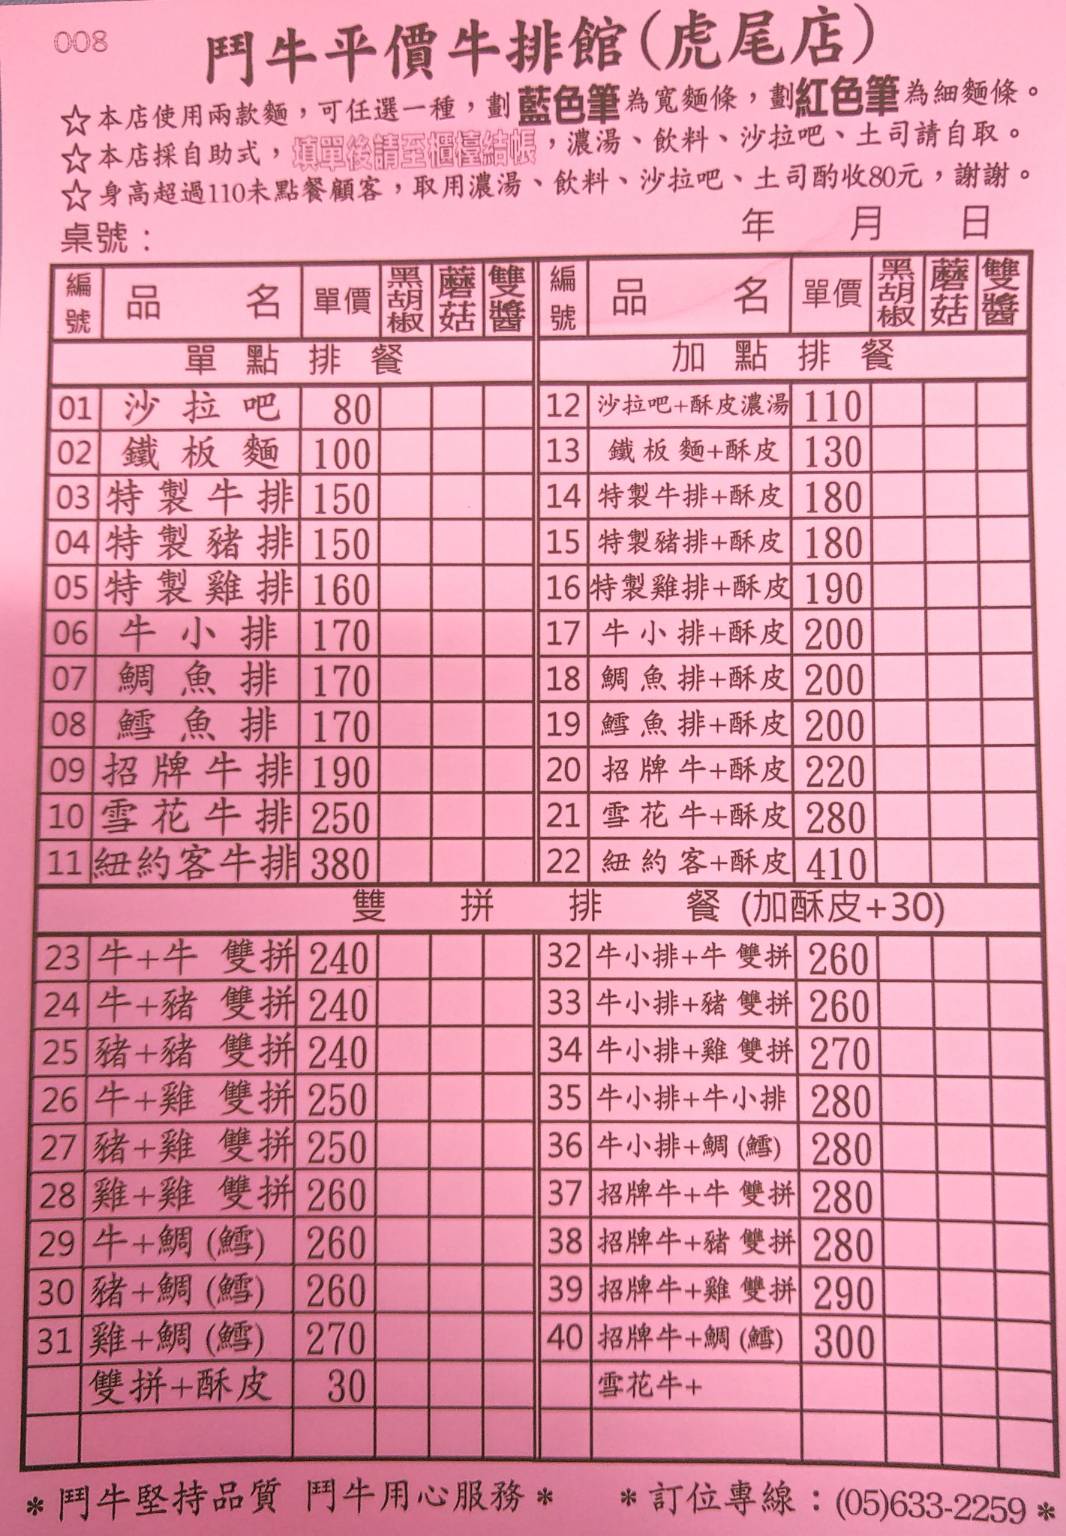 008
鬥牛平價牛排館(虎尾店)
☆本店使用兩款麵，可任選一種，劃藍色筆為寬麵條，劃紅色筆為細麵條。
☆本店採自助式，填單後請至櫃檯結帳，濃湯、飲料、沙拉吧、土司請自取。
☆身高超過110未點餐顧客，取用濃湯、飲料、沙拉吧、土司酌收80元，謝謝。
桌號： 年 月 日
編號 品名 單價 黑胡椒 蘑菇 雙醬 編號 品名 單價 黑胡椒 蘑菇 雙醬
單點排餐 加點排餐
01 沙拉吧 80 12 沙拉吧+酥皮濃湯 110
02 鐵板麵 100 13 鐵板麵+酥皮 130
03 特製牛排 150 14 特製牛排+酥皮 180
04 特製豬排 150 15 特製豬排+酥皮 180
05 特製雞排 160 16 特製雞排+酥皮 190
06 牛小排 170 17 牛小排+酥皮 200
07 鯛魚排 170 18 鯛魚排+酥皮 200
08 鱈魚排 170 19 鱈魚排+酥皮 200
09 招牌牛排 190 20 招牌牛+酥皮 220
10 雪花牛排 250 21 雪花牛+酥皮 280
11 紐約客牛排 380 22 紐約客+酥皮 410
雙拼排餐 (加酥皮+30)
23 牛+牛 雙拼 240 32 牛小排+牛 雙拼 260
24 牛+豬 雙拼 240 33 牛小排+豬 雙拼 260
25 豬+豬 雙拼 240 34 牛小排+雞 雙拼 270
26 牛+雞 雙拼 250 35 牛小排+牛小排 280
27 豬+雞 雙拼 250 36 牛小排+鯛(鱈) 280
28 雞+雞 雙拼 260 37 招牌牛+牛 雙拼 280
29 牛+鯛(鱈) 260 38 招牌牛+豬 雙拼 280
30 豬+鯛(鱈) 260 39 招牌牛+雞 雙拼 290
31 雞+鯛(鱈) 270 40 招牌牛+鯛(鱈) 300
雙拼+酥皮 30 雪花牛+
*鬥牛堅持品質 鬥牛用心服務* *訂位專線：(05)633-2259*